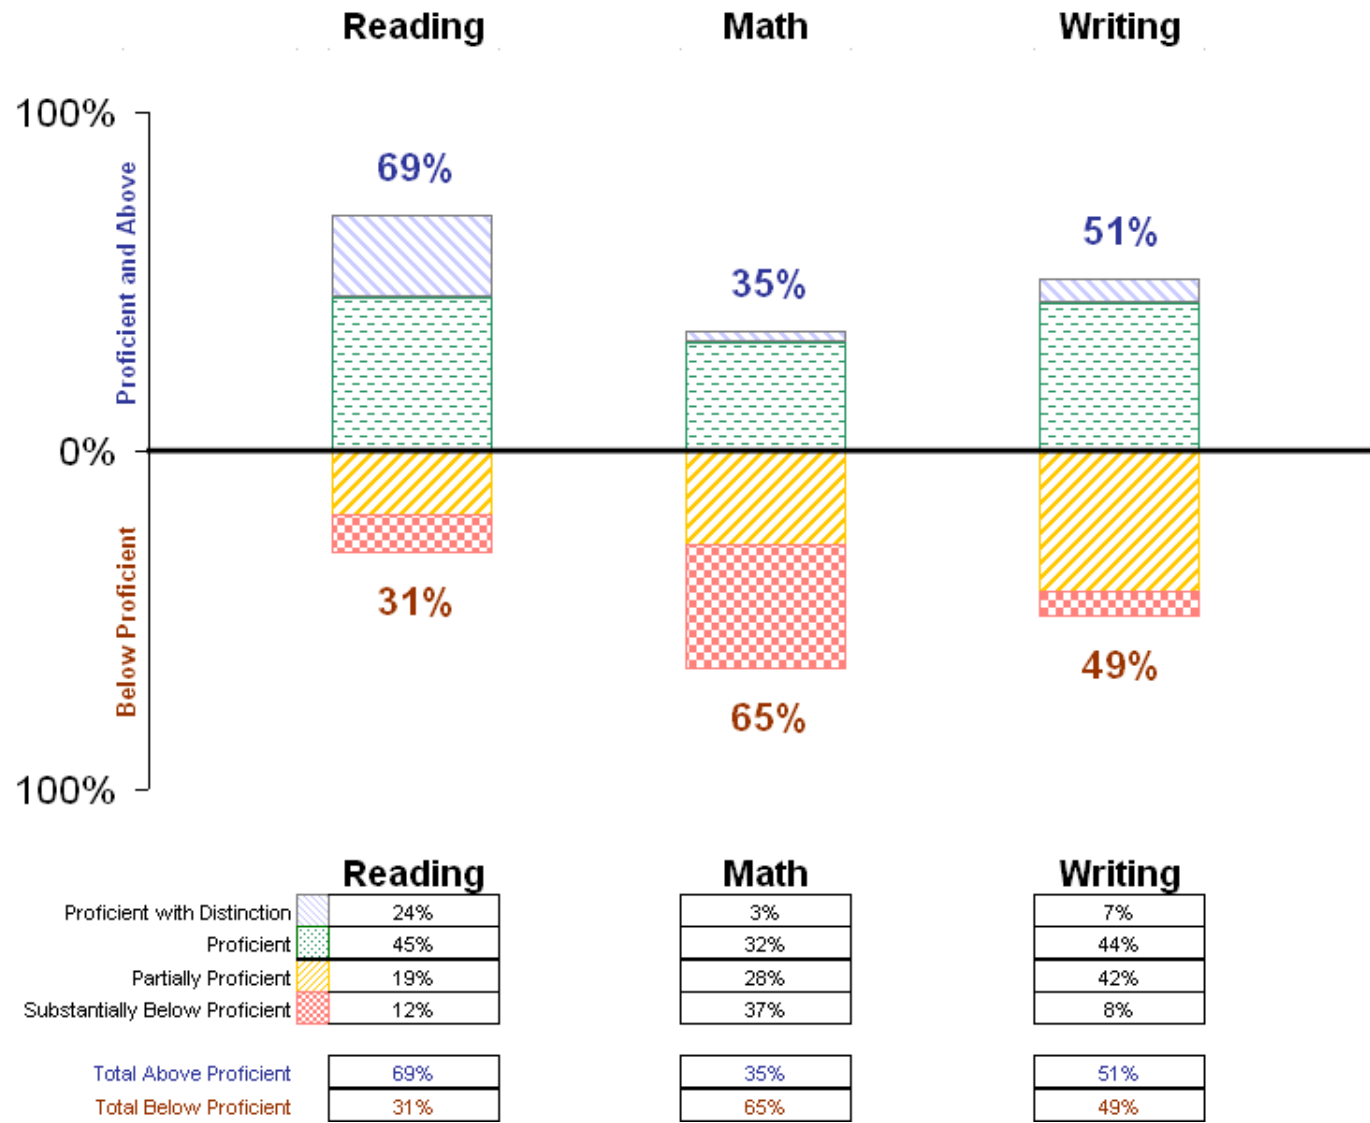 Reading Math Writing
100%
69%
51%
35%
Proficient and Above
0%
Below Proficient
31%
49%
65%
100%
Reading Math Writing
Proficient with Distinction 24% 3% 7%
Proficient 45% 32% 44%
Partially Proficient 19% 28% 42%
Substantially Below Proficient 12% 37% 8%
Total Above Proficient 69% 35% 51%
Total Below Proficient 31% 65% 49%